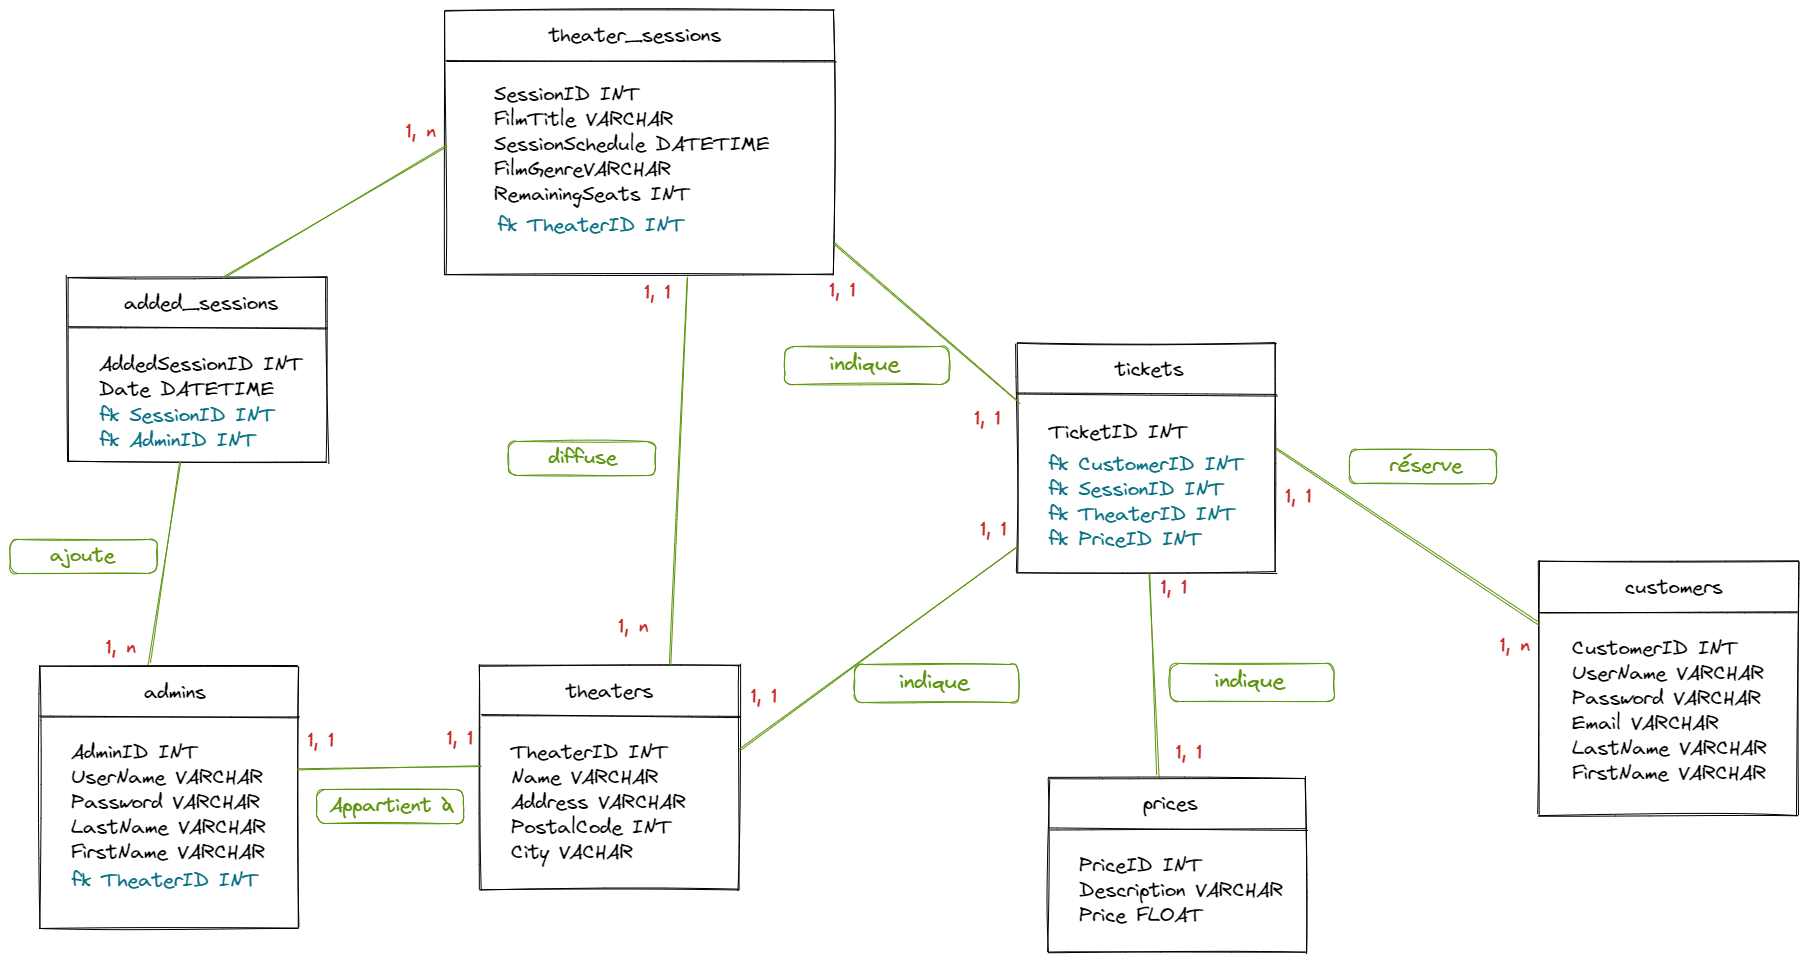 theater_sessions
SessionID INT
FilmTitle VARCHAR
SessionSchedule DATETIME
FilmGenreVARCHAR
RemainingSeats INT
fk TheaterID INT
1, n
1, 1
1, 1
added_sessions
AddedSessionID INT
Date DATETIME
fk SessionID INT
fk AdminID INT
indique
diffuse
1, 1
tickets
TicketID INT
fk CustomerID INT
fk SessionID INT
fk TheaterID INT
fk PriceID INT
réserve
1, 1
1, 1
1, 1
ajoute
1, n
1, n
1, n
admins
AdminID INT
UserName VARCHAR
Password VARCHAR
LastName VARCHAR
FirstName VARCHAR
fk TheaterID INT
1, 1
1, 1
Appartient à
theaters
TheaterID INT
Name VARCHAR
Address VARCHAR
PostalCode INT
City VACHAR
1, 1
indique
indique
1, 1
prices
PriceID INT
Description VARCHAR
Price FLOAT
customers
CustomerID INT
UserName VARCHAR
Password VARCHAR
Email VARCHAR
LastName VARCHAR
FirstName VARCHAR